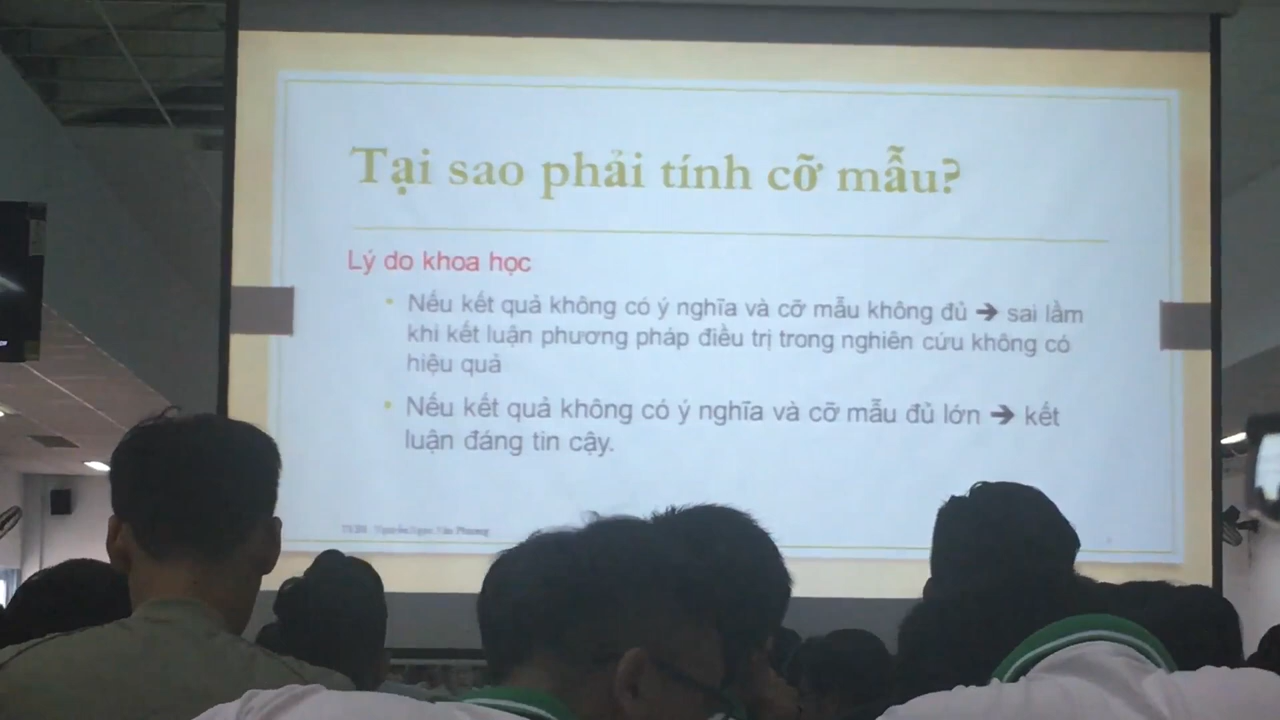 Tại sao phải tính cỡ mẫu?
Lý do khoa học
• Nếu kết quả không có ý nghĩa và cỡ mẫu không đủ ➔ sai lầm
khi kết luận phương pháp điều trị trong nghiên cứu không có
hiệu quả
• Nếu kết quả không có ý nghĩa và cỡ mẫu đủ lớn ➔ kết
luận đáng tin cậy.